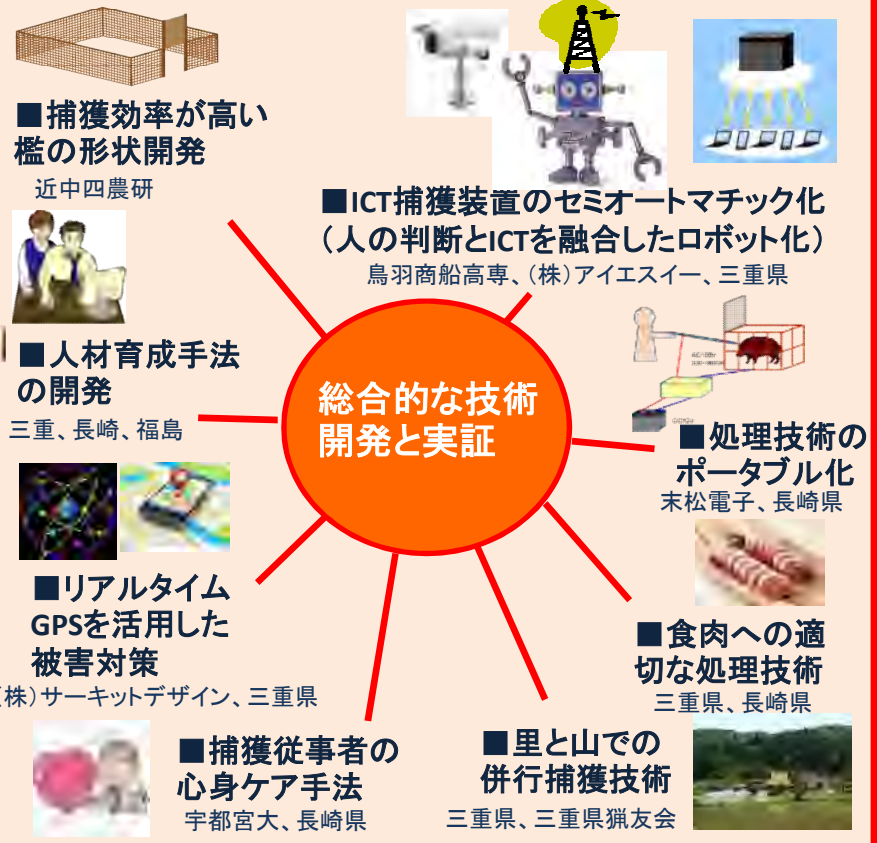 ■捕獲効率が高い
檻の形状開発
近中四農研
■ICT捕獲装置のセミオートマチック化
（人の判断とICTを融合したロボット化）
鳥羽商船高専、（株）アイエスイー、三重県
■人材育成手法
の開発
三重、長崎、福島
総合的な技術
開発と実証
■処理技術の
ポータブル化
末松電子、長崎県
■リアルタイム
GPSを活用した
被害対策
（株）サーキットデザイン、三重県
■食肉への適
切な処理技術
三重県、長崎県
■捕獲従事者の
心身ケア手法
宇都宮大、長崎県
■里と山での
併行捕獲技術
三重県、三重県猟友会